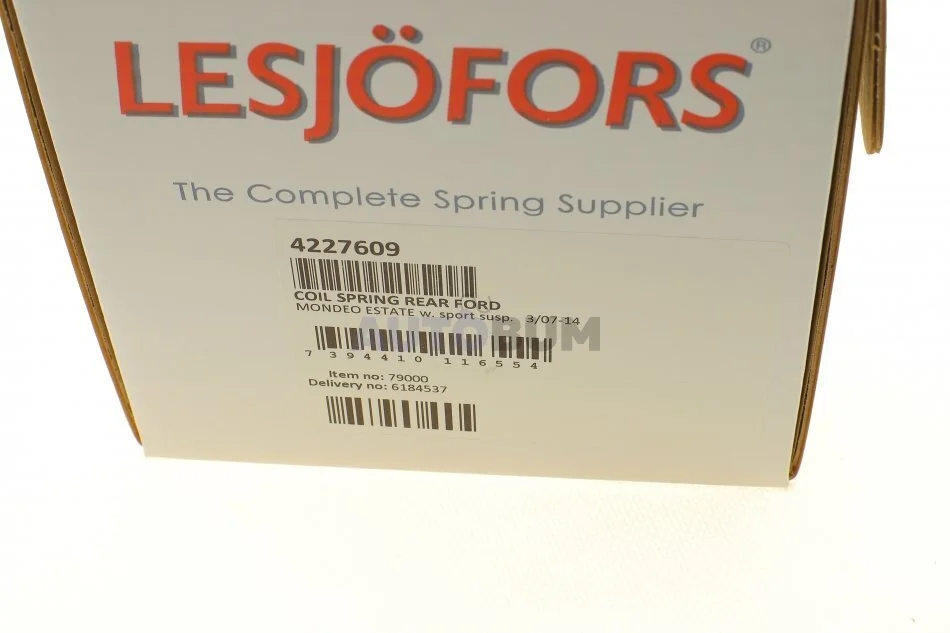 LESJÖFORS®
The Complete Spring Supplier
4227609
COIL SPRING REAR FORD
MONDEO ESTATE w. sport susp. 3/07-14
AUTOBUM
7 394410 116554
Item no: 79000
Delivery no: 6184537